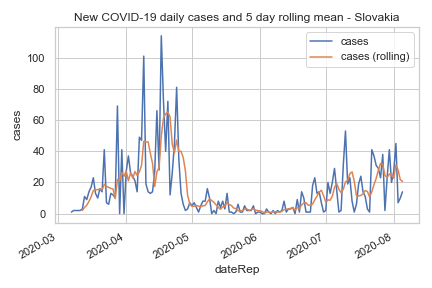 New COVID-19 daily cases and 5 day rolling mean - Slovakia
cases
cases (rolling)
cases
100
80
60
40
20
0
2020-03
2020-04
2020-05
2020-06
2020-07
2020-08
dateRep